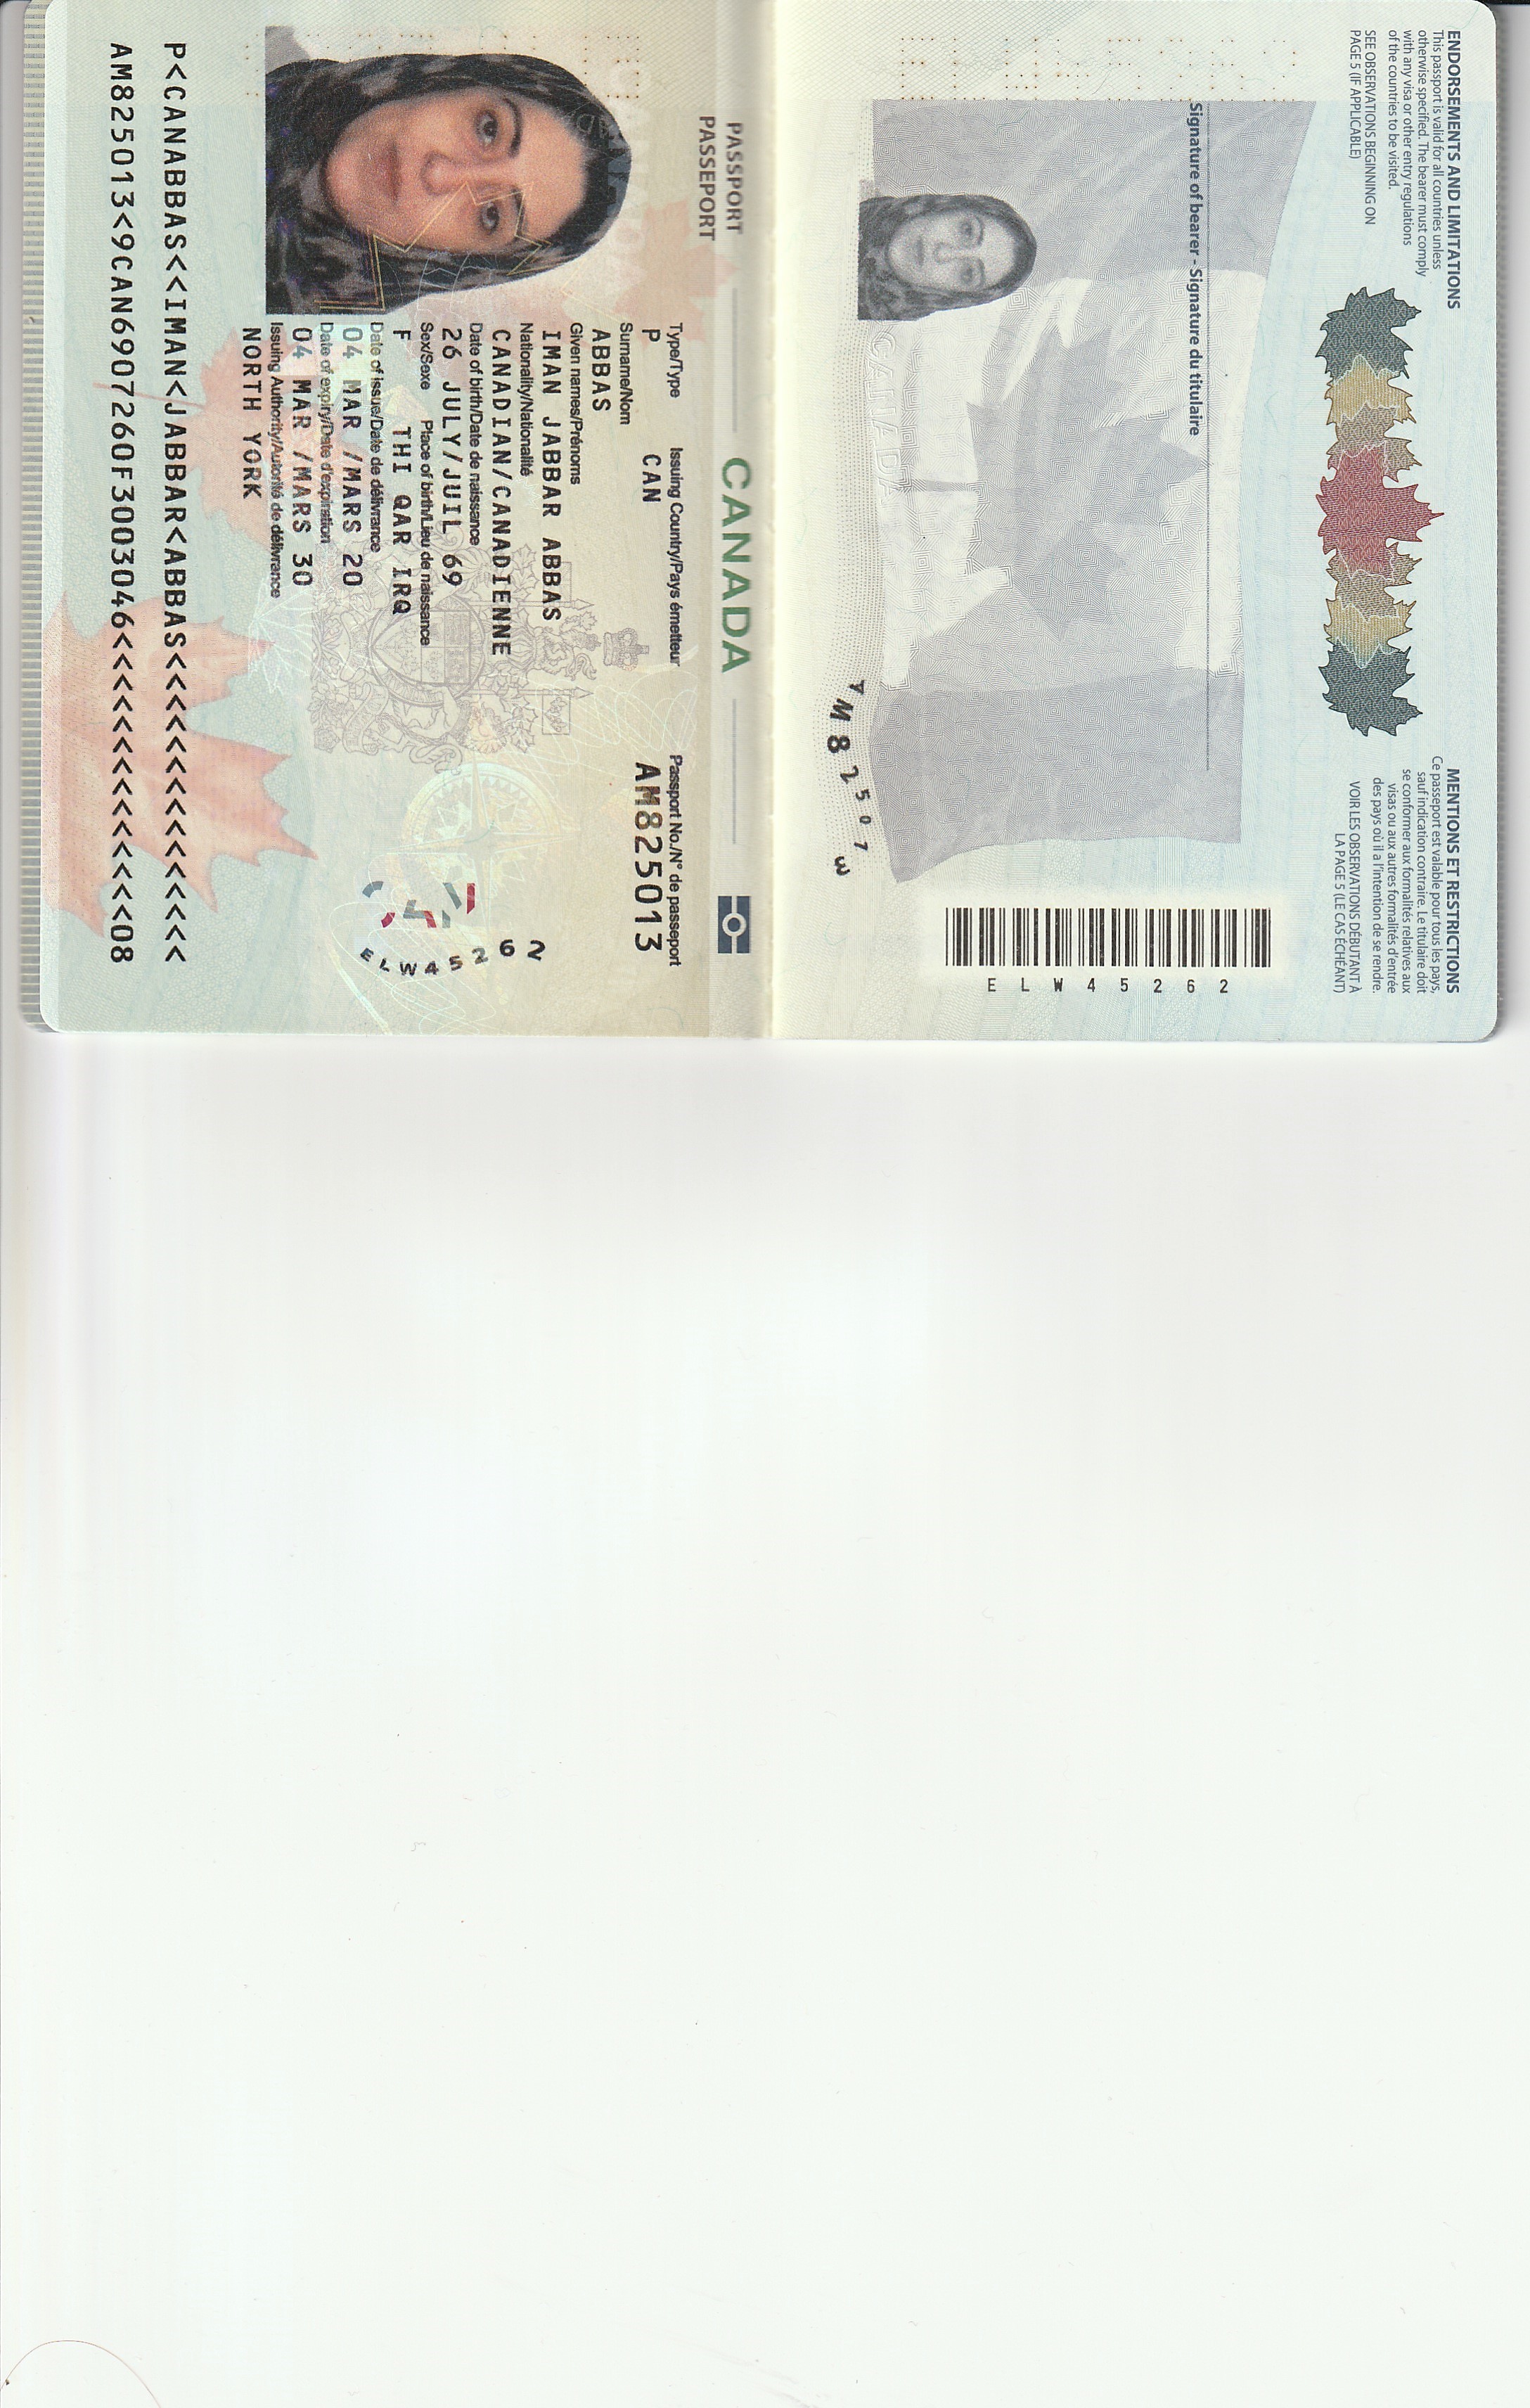 ENDORSEMENTS AND LIMITATIONS
This passport is valid for all countries unless
otherwise specified. The bearer must comply
with any visa or other entry regulations
of the countries to be visited.
SEE OBSERVATIONS BEGINNING ON
PAGE 5 (IF APPLICABLE)
MENTIONS ET RESTRICTIONS
Ce passeport est valable pour tous les pays,
sauf indication contraire. Le titulaire doit
se conformer aux formalités relatives aux
visas ou aux autres formalités d'entrée
des pays où il a l'intention de se rendre.
VOIR LES OBSERVATIONS DÉBUTANT À
LA PAGE 5 (LE CAS ÉCHÉANT)
Signature of bearer - Signature du titulaire
ELW45262
CANADA
PASSPORT
PASSEPORT
CANADA
Type/Type Issuing Country/Pays émetteur Passport No./N° de passeport
P CAN AM825013
Surname/Nom
ABBAS
Given names/Prénoms
IMAN JABBAR ABBAS
Nationality/Nationalité
CANADIAN/CANADIENNE
Date of birth/Date de naissance
26 JULY/JUIL 69
Sex/Sexe Place of birth/Lieu de naissance
F THI QAR IRQ
Date of issue/Date de délivrance
04 MAR /MARS 20
Date of expiry/Date d'expiration
04 MAR /MARS 30
Issuing Authority/Autorité de délivrance
NORTH YORK
ELW45262
P<CANABBAS<<IMAN<JABBAR<ABBAS<<<<<<<<<<<<<<<
AM825013<9CAN6907260F3003046<<<<<<<<<<<<<<08